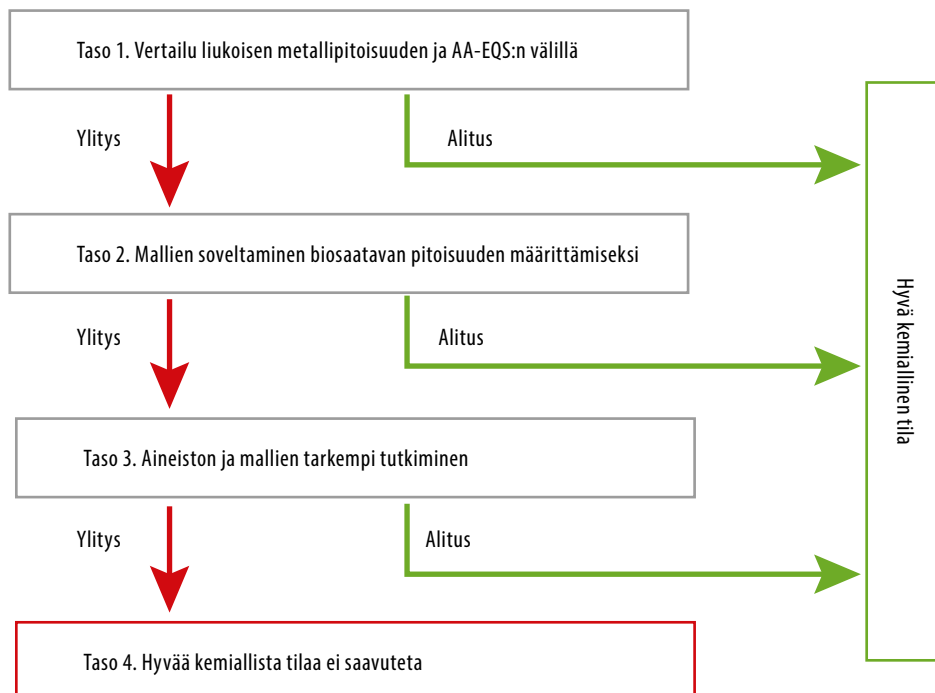 Taso 1. Vertailu liukoisen metallipitoisuuden ja AA-EQS:n välillä
Ylitys
Alitus
Taso 2. Mallien soveltaminen biosaatavan pitoisuuden määrittämiseksi
Ylitys
Alitus
Hyvä kemiallinen tila
Taso 3. Aineiston ja mallien tarkempi tutkiminen
Ylitys
Alitus
Taso 4. Hyvää kemiallista tilaa ei saavuteta